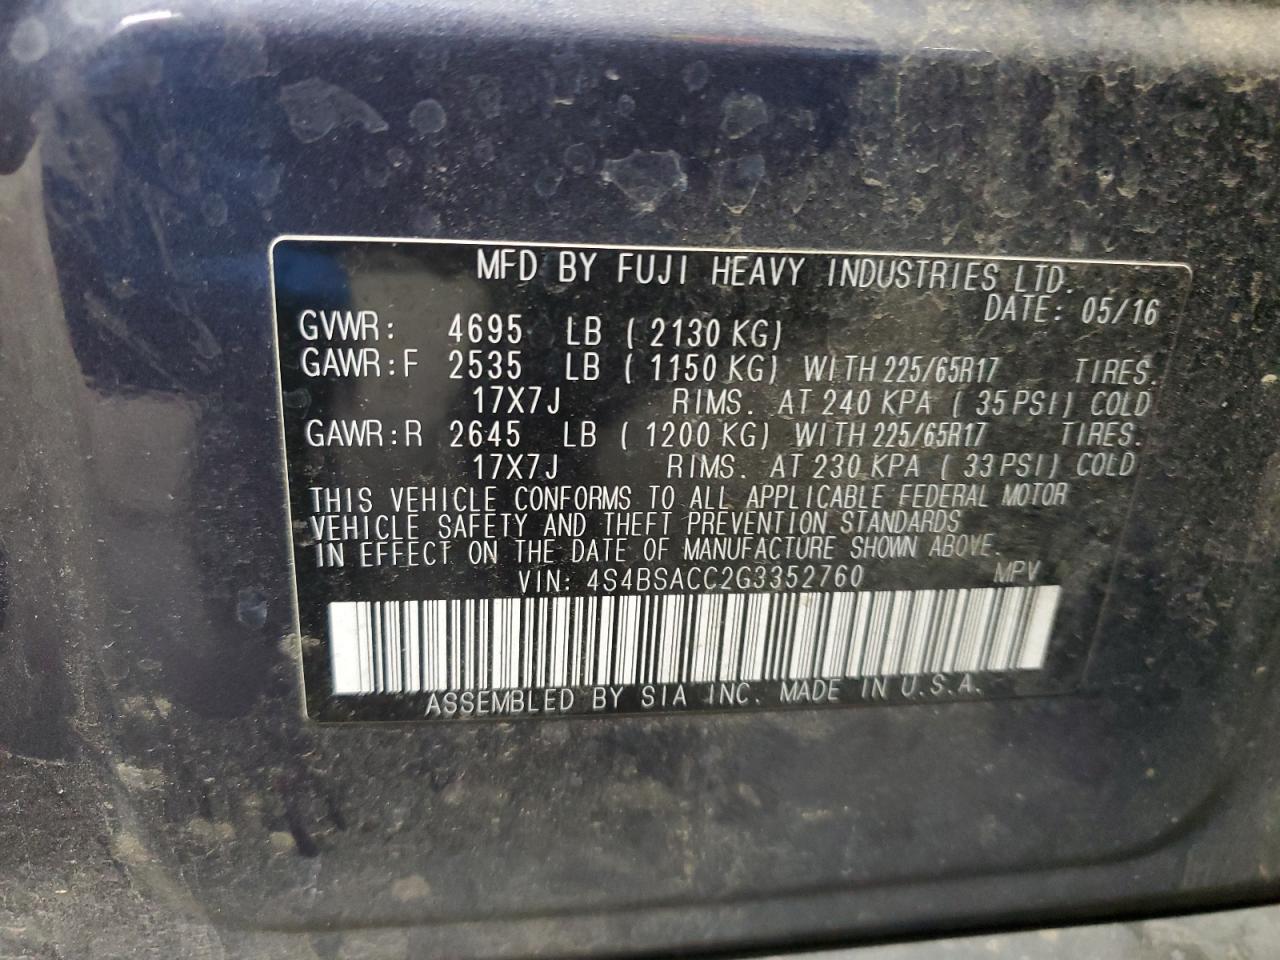 MFD BY FUJI HEAVY INDUSTRIES LTD.
DATE: 05/16
GVWR: 4695 LB ( 2130 KG)
GAWR:F 2535 LB ( 1150 KG) WITH 225/65R17 TIRES.
17X7J RIMS. AT 240 KPA ( 35 PSI) COLD
GAWR:R 2645 LB ( 1200 KG) WITH 225/65R17 TIRES.
17X7J RIMS. AT 230 KPA ( 33 PSI) COLD
THIS VEHICLE CONFORMS TO ALL APPLICABLE FEDERAL MOTOR
VEHICLE SAFETY AND THEFT PREVENTION STANDARDS
IN EFFECT ON THE DATE OF MANUFACTURE SHOWN ABOVE.
VIN: 4S4BSACC2G3352760 MPV
ASSEMBLED BY SIA INC. MADE IN U.S.A.